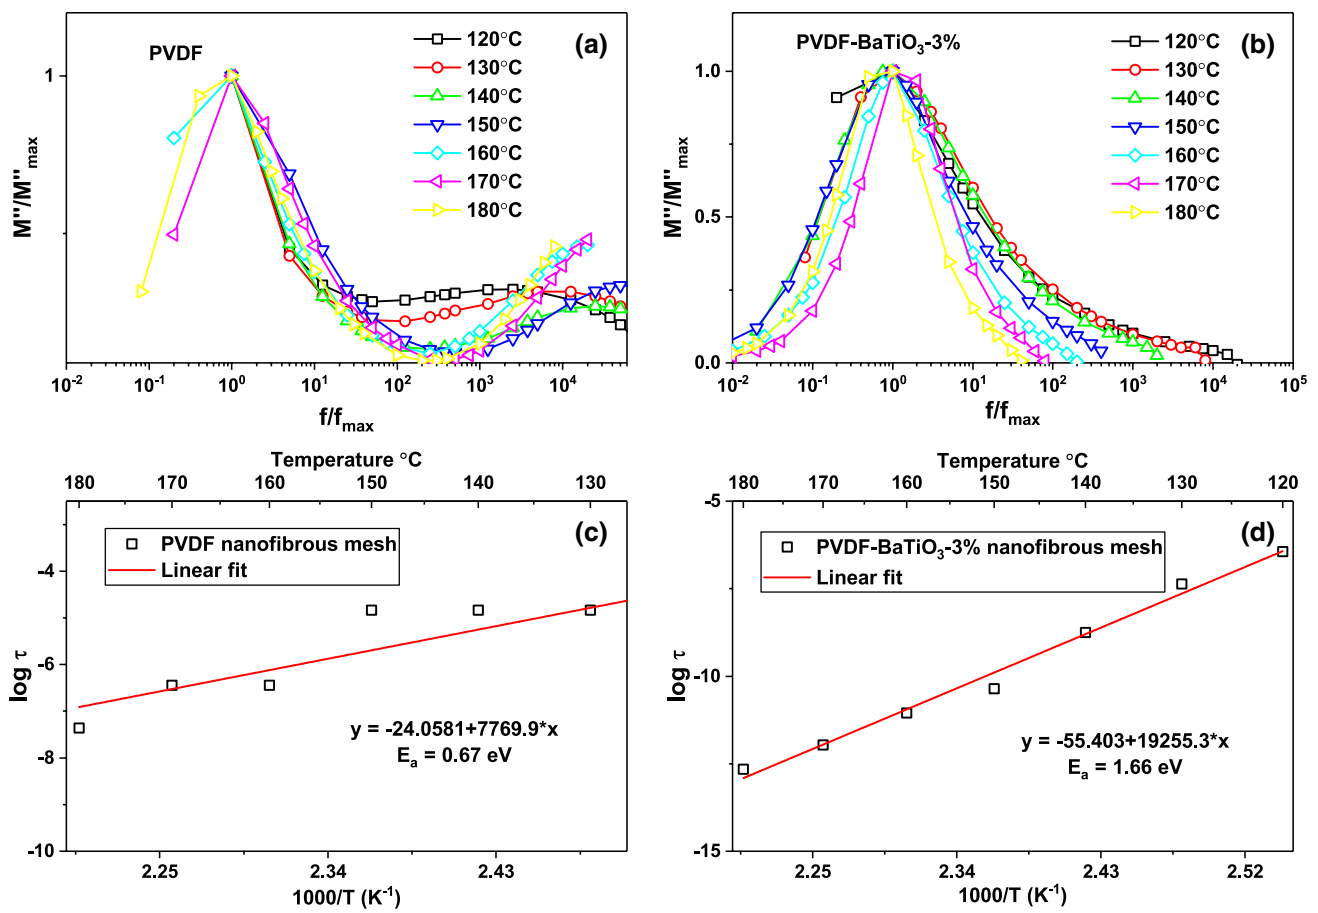 PVDF
(a)
120°C
130°C
140°C
150°C
160°C
170°C
180°C
M''/M''max
1
10-2
10-1
100
101
102
103
104
f/fmax
PVDF-BaTiO3-3%
(b)
120°C
130°C
140°C
150°C
160°C
170°C
180°C
M''/M''max
1.0
0.5
0.0
10-2
10-1
100
101
102
103
104
105
f/fmax
Temperature °C
180
170
160
150
140
130
(c)
PVDF nanofibrous mesh
Linear fit
log τ
-4
-6
-8
-10
y = -24.0581+7769.9*x
Ea = 0.67 eV
2.25
2.34
2.43
1000/T (K-1)
Temperature °C
180
170
160
150
140
130
120
(d)
PVDF-BaTiO3-3% nanofibrous mesh
Linear fit
log τ
-5
-10
-15
y = -55.403+19255.3*x
Ea = 1.66 eV
2.25
2.34
2.43
2.52
1000/T (K-1)